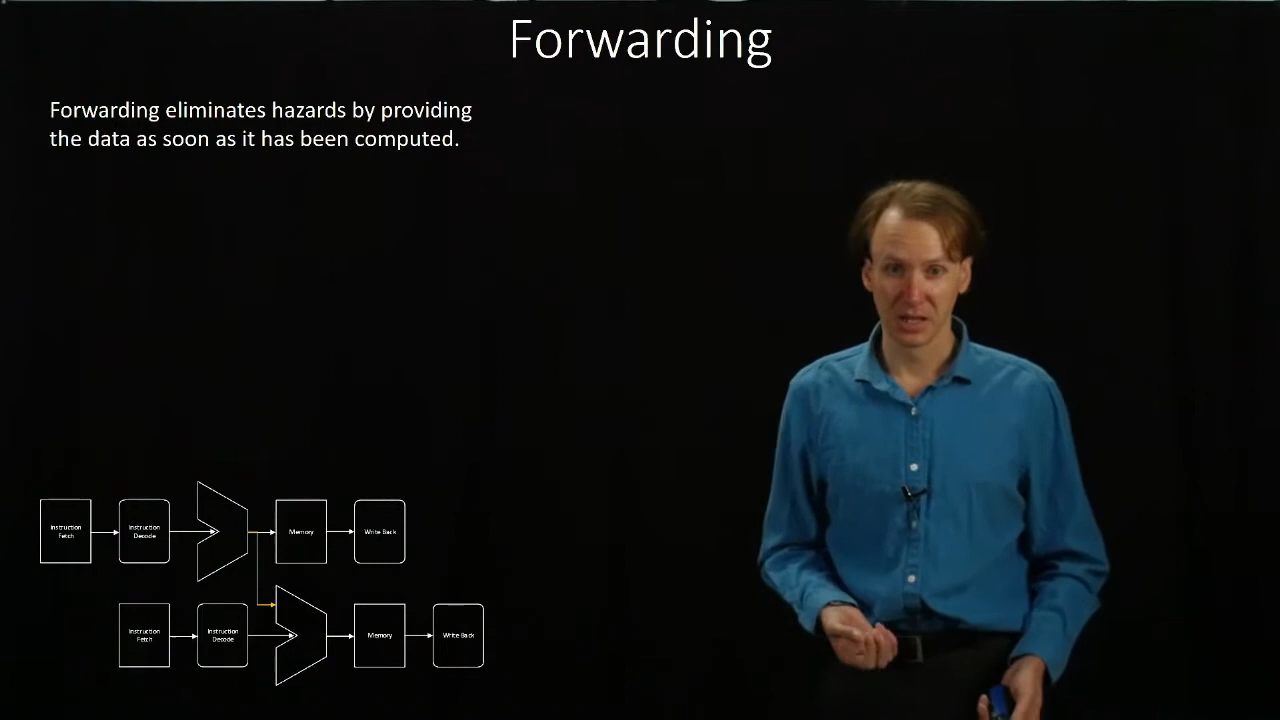 Forwarding
Forwarding eliminates hazards by providing
the data as soon as it has been computed.
Instruction
Fetch
Instruction
Decode
Memory
Write Back
Instruction
Fetch
Instruction
Decode
Memory
Write Back